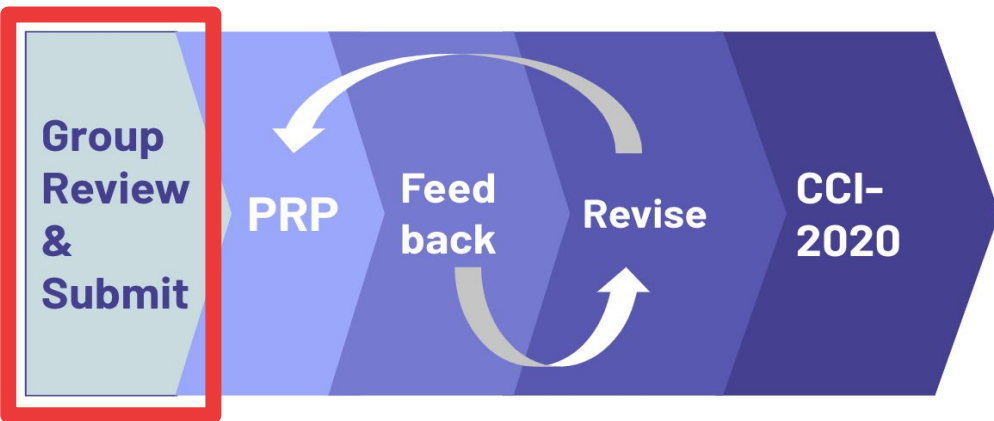 Group
Review
&
Submit
PRP
Feed
back
Revise
CCI-
2020